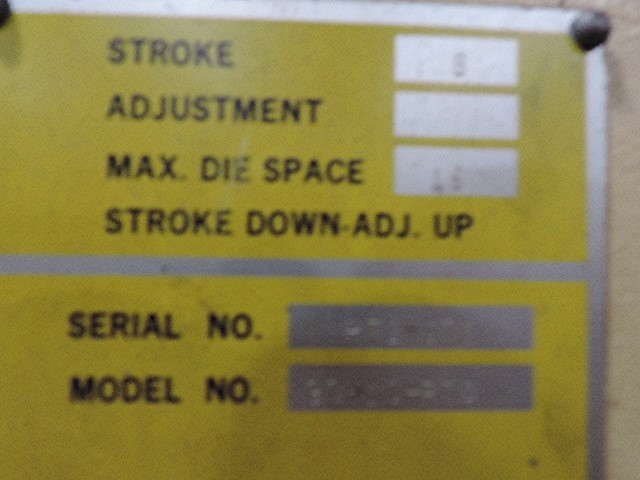 STROKE
ADJUSTMENT
MAX. DIE SPACE
STROKE DOWN-ADJ. UP
SERIAL NO.
MODEL NO.